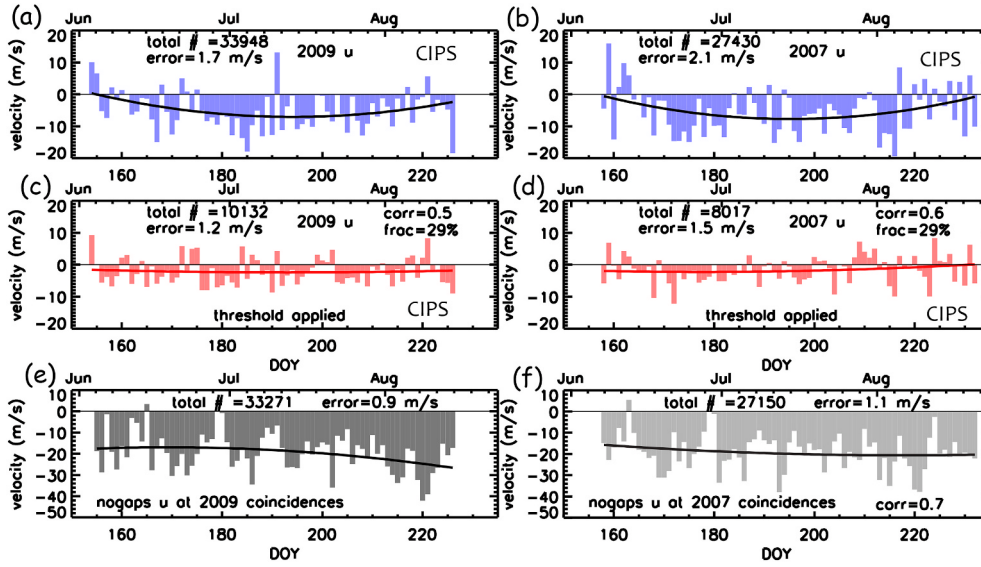 (a)
Jun Jul Aug
total # =33948 2009 u CIPS
error=1.7 m/s
velocity (m/s)
20
10
0
−10
−20
160 180 200 220
(b)
Jun Jul Aug
total # =27430 2007 u CIPS
error=2.1 m/s
velocity (m/s)
20
10
0
−10
−20
160 180 200 220
(c)
Jun Jul Aug
total # =10132 2009 u corr=0.5
error=1.2 m/s frac=29%
velocity (m/s)
20
10
0
−10
−20
threshold applied CIPS
160 180 200 220
DOY
(d)
Jun Jul Aug
total # =8017 2007 u corr=0.6
error=1.5 m/s frac=29%
velocity (m/s)
20
10
0
−10
−20
threshold applied CIPS
160 180 200 220
DOY
(e)
Jun Jul Aug
total # =33271 error=0.9 m/s
velocity (m/s)
10
0
−10
−20
−30
−40
−50
nogaps u at 2009 coincidences
160 180 200 220
DOY
(f)
Jun Jul Aug
total # =27150 error=1.1 m/s
velocity (m/s)
10
0
−10
−20
−30
−40
−50
nogaps u at 2007 coincidences corr=0.7
160 180 200 220
DOY